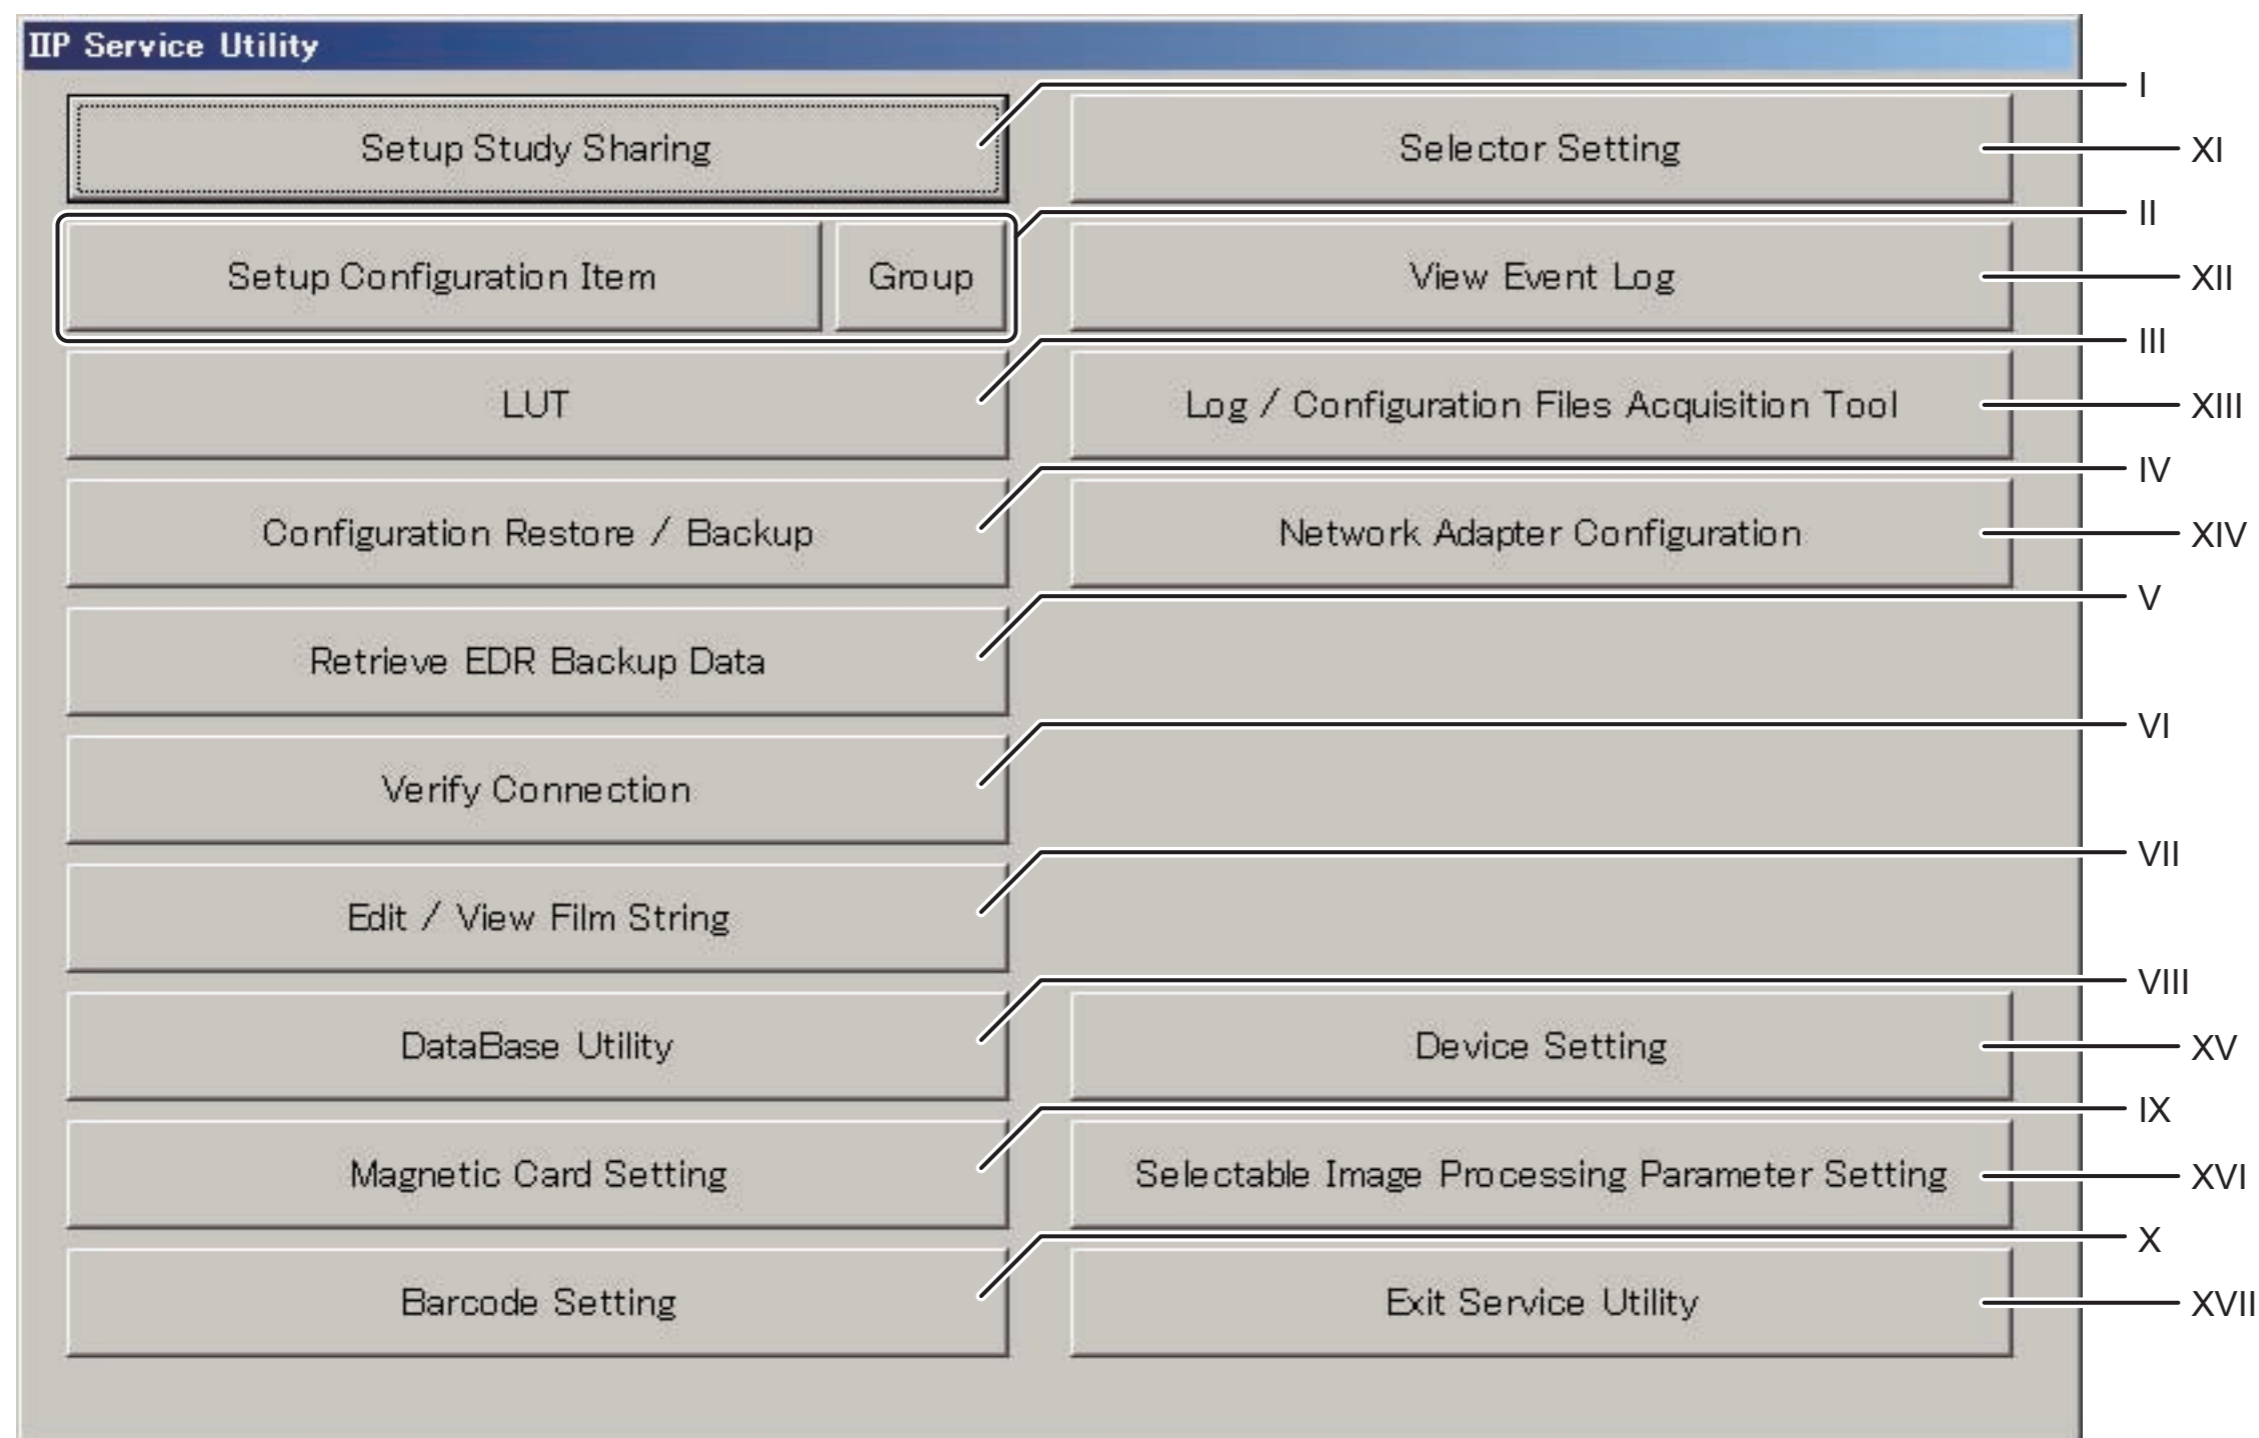 IIP Service Utility
Setup Study Sharing
I
Selector Setting
XI
II
Setup Configuration Item
Group
View Event Log
XII
III
LUT
Log / Configuration Files Acquisition Tool
XIII
IV
Configuration Restore / Backup
Network Adapter Configuration
XIV
V
Retrieve EDR Backup Data
VI
Verify Connection
VII
Edit / View Film String
VIII
DataBase Utility
Device Setting
XV
IX
Magnetic Card Setting
Selectable Image Processing Parameter Setting
XVI
X
Barcode Setting
Exit Service Utility
XVII